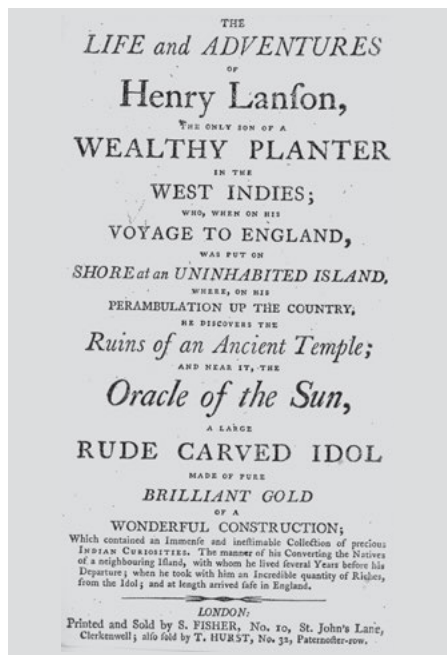 THE
LIFE and ADVENTURES
OF
Henry Lanſon,
THE ONLY SON OF A
WEALTHY PLANTER
IN THE
WEST INDIES;
WHO, WHEN ON HIS
VOYAGE TO ENGLAND,
WAS PUT ON
SHORE at an UNINHABITED ISLAND,
WHERE, ON HIS
PERAMBULATION UP THE COUNTRY,
HE DISCOVERS THE
Ruins of an Ancient Temple;
AND NEAR IT, THE
Oracle of the Sun,
A LARGE
RUDE CARVED IDOL
MADE OF PURE
BRILLIANT GOLD
OF A
WONDERFUL CONSTRUCTION;
Which contained an Immenſe and ineſtimable Collection of precious
INDIAN CURIOSITIES. The manner of his Converting the Natives
of a neighbouring Iſland, with whom he lived ſeveral Years before his
Departure; when he took with him an Incredible quantity of Riches,
from the Idol; and at length arrived ſafe in England.
LONDON:
Printed and Sold by S. FISHER, No. 10, St. John's Lane,
Clerkenwell; alſo ſold by T. HURST, No. 32, Paternoſter-row.